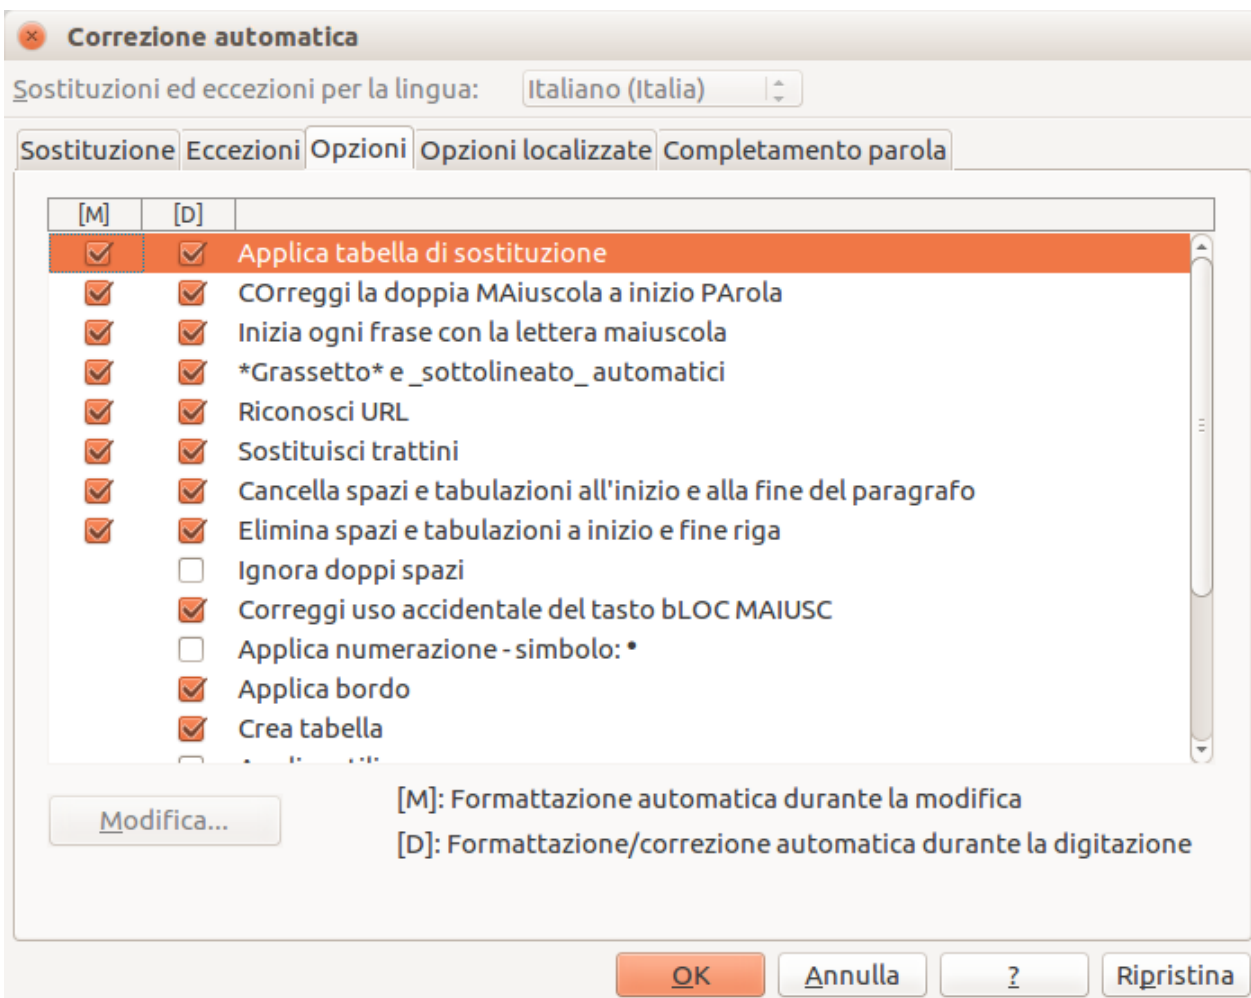 Correzione automatica
Sostituzioni ed eccezioni per la lingua: Italiano (Italia)
Sostituzione Eccezioni Opzioni Opzioni localizzate Completamento parola
[M] [D]
Applica tabella di sostituzione
COrreggi la doppia MAiuscola a inizio PArola
Inizia ogni frase con la lettera maiuscola
*Grassetto* e _sottolineato_ automatici
Riconosci URL
Sostituisci trattini
Cancella spazi e tabulazioni all'inizio e alla fine del paragrafo
Elimina spazi e tabulazioni a inizio e fine riga
Ignora doppi spazi
Correggi uso accidentale del tasto bLOC MAIUSC
Applica numerazione - simbolo: •
Applica bordo
Crea tabella
[M]: Formattazione automatica durante la modifica
Modifica...
[D]: Formattazione/correzione automatica durante la digitazione
OK Annulla ? Ripristina